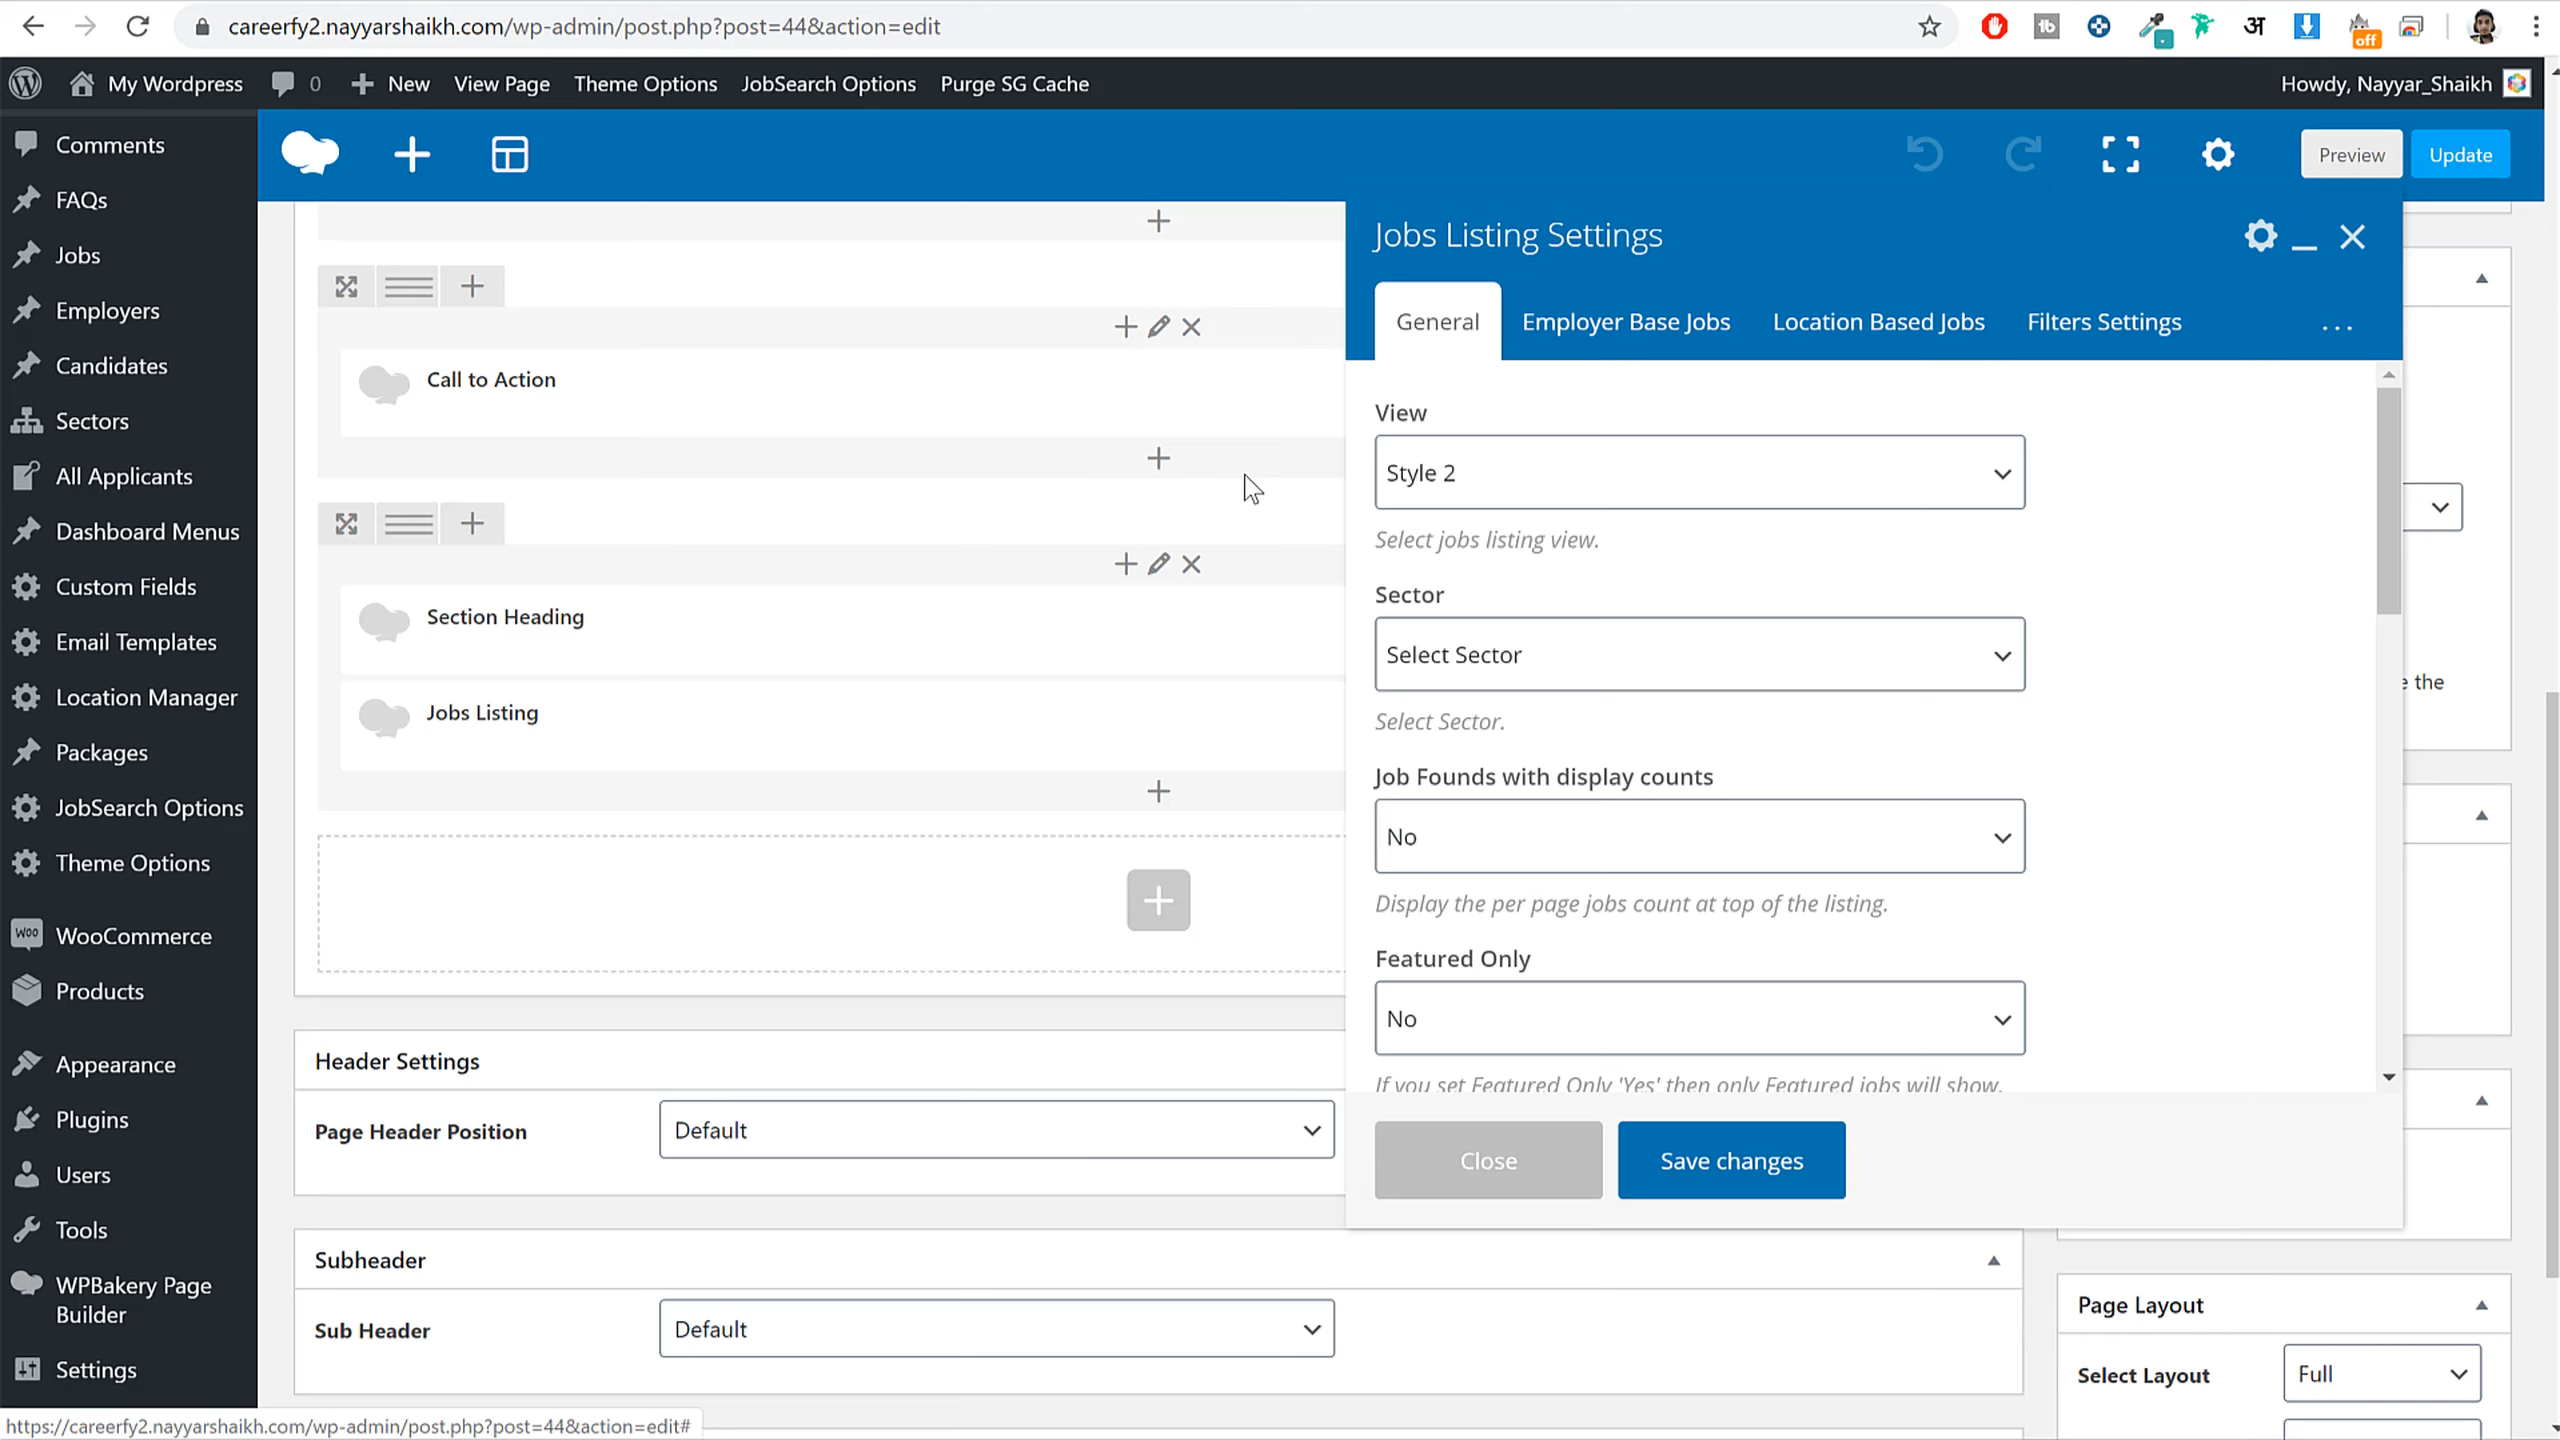 careerfy2.nayyarshaikh.com/wp-admin/post.php?post=44&action=edit
off
My Wordpress 0 New View Page Theme Options JobSearch Options Purge SG Cache Howdy, Nayyar_Shaikh
Comments
FAQs
Jobs
Employers
Candidates
Sectors
All Applicants
Dashboard Menus
Custom Fields
Email Templates
Location Manager
Packages
JobSearch Options
Theme Options
WooCommerce
Products
Appearance
Plugins
Users
Tools
WPBakery Page
Builder
Settings
Preview Update
Call to Action
Section Heading
Jobs Listing
Jobs Listing Settings
General Employer Base Jobs Location Based Jobs Filters Settings ...
View
Style 2
Select jobs listing view.
Sector
Select Sector
Select Sector.
Job Founds with display counts
No
Display the per page jobs count at top of the listing.
Featured Only
No
If you set Featured Only 'Yes' then only Featured jobs will show.
Close Save changes
the
Header Settings
Page Header Position Default
Subheader
Sub Header Default
Page Layout
Select Layout Full
https://careerfy2.nayyarshaikh.com/wp-admin/post.php?post=44&action=edit#